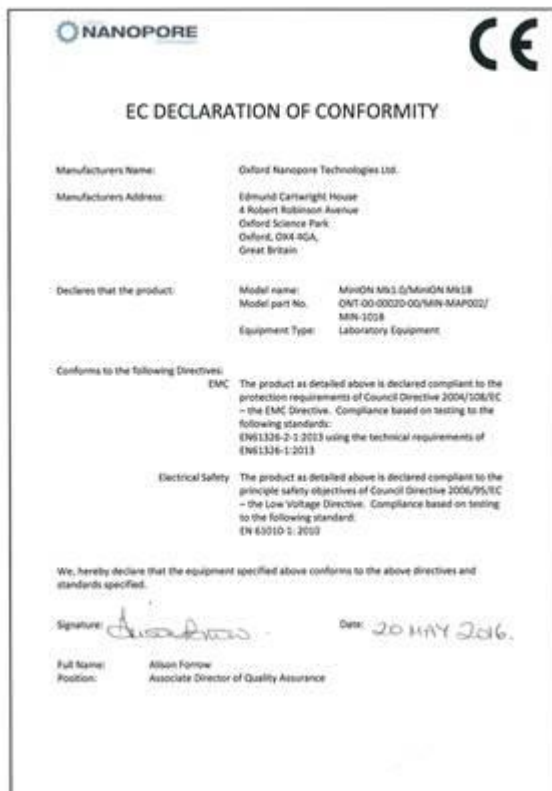 NANOPORE
CE
EC DECLARATION OF CONFORMITY
Manufacturers Name: Oxford Nanopore Technologies Ltd.
Manufacturers Address: Edmund Cartwright House
4 Robert Robinson Avenue
Oxford Science Park
Oxford, OX4 4GA,
Great Britain
Declares that the product: Model name: MinION Mk1.0/MinION Mk1B
Model part No. ONT-00-00020-00/MIN-MAP002/
MIN-101B
Equipment Type: Laboratory Equipment
Conforms to the following Directives:
EMC The product as detailed above is declared compliant to the
protection requirements of Council Directive 2004/108/EC
– the EMC Directive. Compliance based on testing to the
following standards:
EN61326-2-1:2013 using the technical requirements of
EN61326-1:2013
Electrical Safety The product as detailed above is declared compliant to the
principle safety objectives of Council Directive 2006/95/EC
– the Low Voltage Directive. Compliance based on testing
to the following standard:
EN 61010-1: 2010
We, hereby declare that the equipment specified above conforms to the above directives and
standards specified.
Signature: Date: 20 MAY 2016.
Full Name: Alison Forrow
Position: Associate Director of Quality Assurance